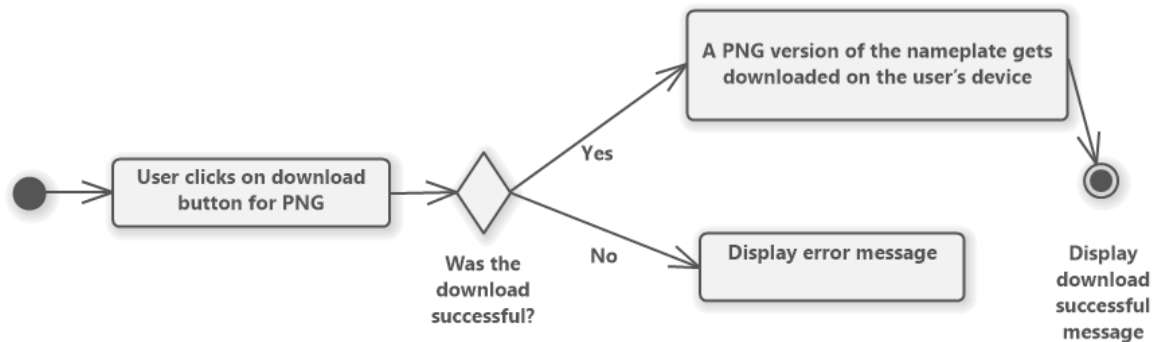 A PNG version of the nameplate gets
downloaded on the user's device
Yes
User clicks on download
button for PNG
Was the
download
successful?
No
Display error message
Display
download
successful
message